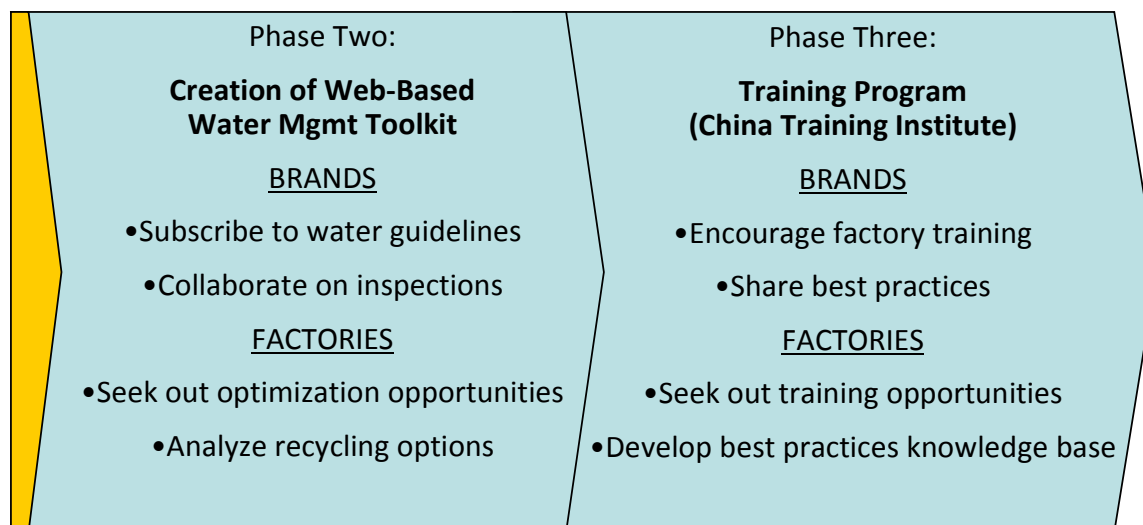 Phase Two:
Creation of Web-Based
Water Mgmt Toolkit
BRANDS
•Subscribe to water guidelines
•Collaborate on inspections
FACTORIES
•Seek out optimization opportunities
•Analyze recycling options
Phase Three:
Training Program
(China Training Institute)
BRANDS
•Encourage factory training
•Share best practices
FACTORIES
•Seek out training opportunities
•Develop best practices knowledge base